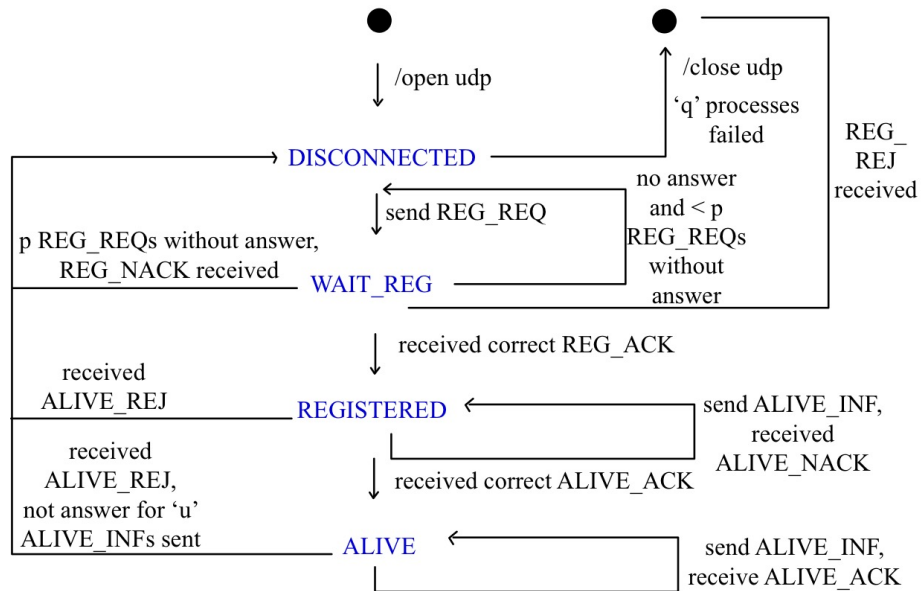 /open udp
/close udp
‘q’ processes
failed
REG_
REJ
received
DISCONNECTED
send REG_REQ
no answer
and < p
REG_REQs
without
answer
p REG_REQs without answer,
REG_NACK received
WAIT_REG
received correct REG_ACK
received
ALIVE_REJ
REGISTERED
send ALIVE_INF,
received
ALIVE_NACK
received
ALIVE_REJ,
not answer for ‘u’
ALIVE_INFs sent
received correct ALIVE_ACK
ALIVE
send ALIVE_INF,
receive ALIVE_ACK